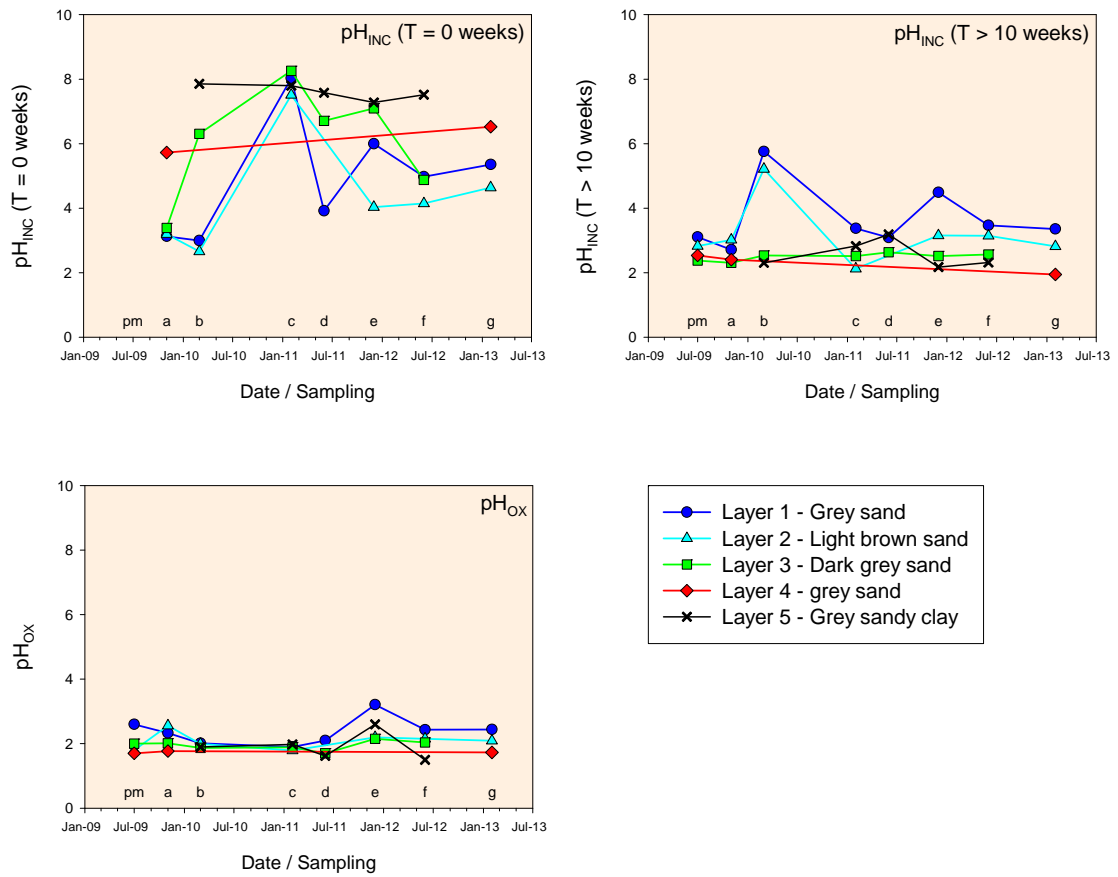 pH_INC (T = 0 weeks)
pH_INC (T = 0 weeks)
10
8
6
4
2
0
pm a b c d e f g
Jan-09 Jul-09 Jan-10 Jul-10 Jan-11 Jul-11 Jan-12 Jul-12 Jan-13 Jul-13
Date / Sampling
pH_INC (T > 10 weeks)
pH_INC (T > 10 weeks)
10
8
6
4
2
0
pm a b c d e f g
Jan-09 Jul-09 Jan-10 Jul-10 Jan-11 Jul-11 Jan-12 Jul-12 Jan-13 Jul-13
Date / Sampling
pH_OX
pH_OX
10
8
6
4
2
0
pm a b c d e f g
Jan-09 Jul-09 Jan-10 Jul-10 Jan-11 Jul-11 Jan-12 Jul-12 Jan-13 Jul-13
Date / Sampling
Layer 1 - Grey sand
Layer 2 - Light brown sand
Layer 3 - Dark grey sand
Layer 4 - grey sand
Layer 5 - Grey sandy clay